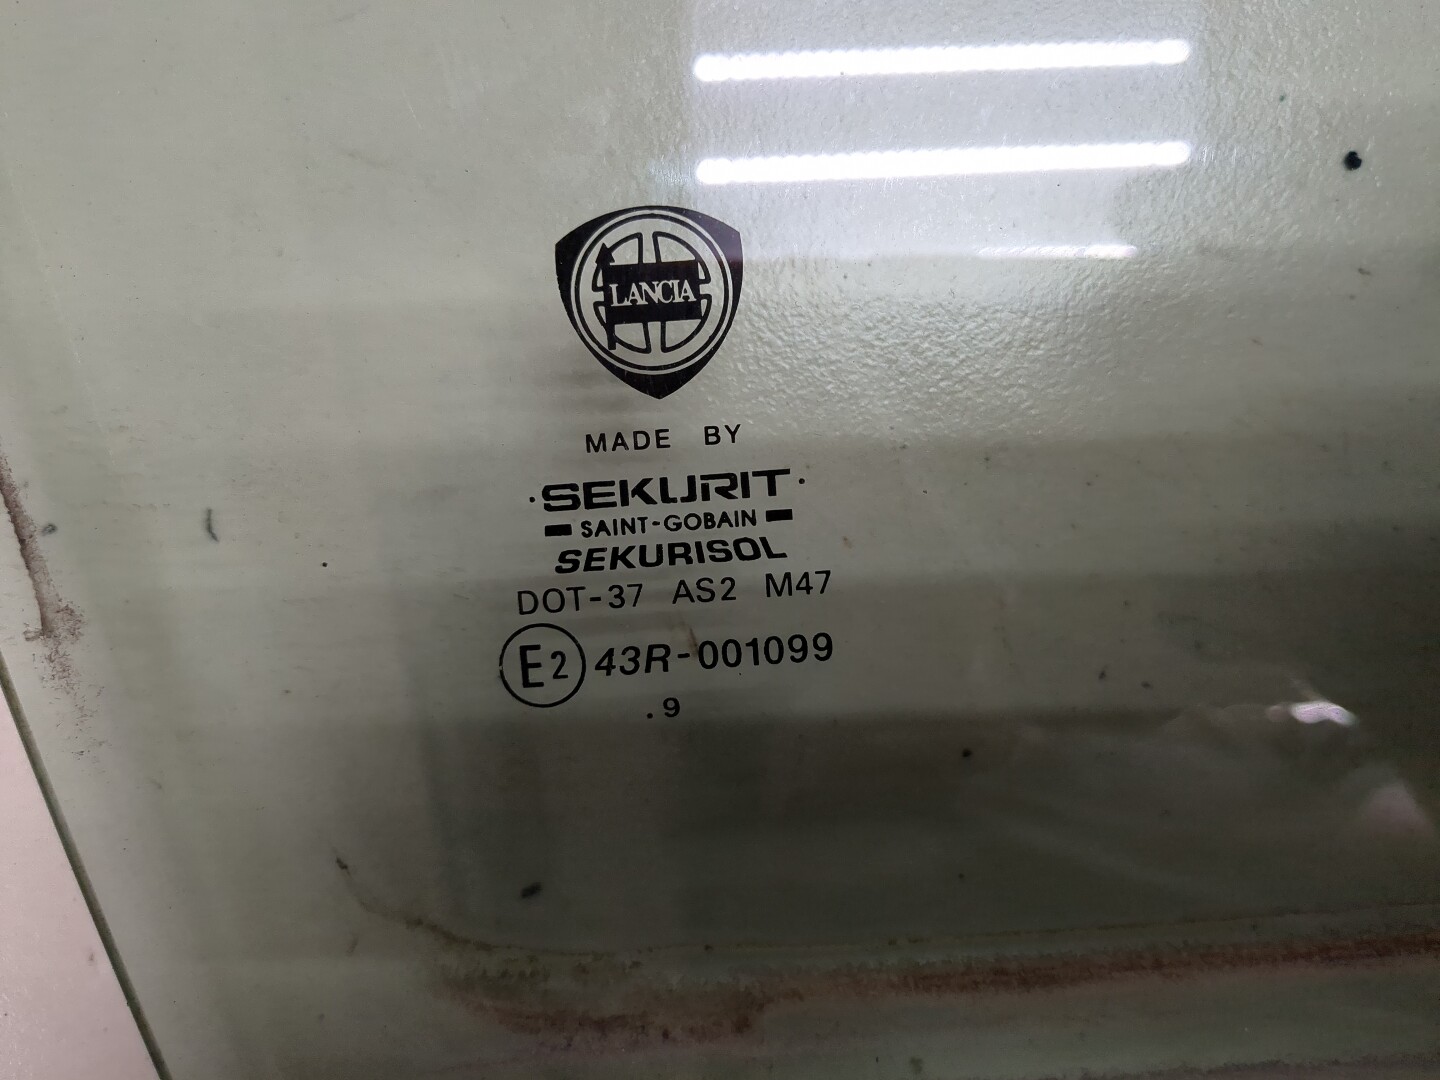 LANCIA
MADE BY
·SEKURIT·
SAINT-GOBAIN
SEKURISOL
DOT-37 AS2 M47
E2 43R-001099
.9